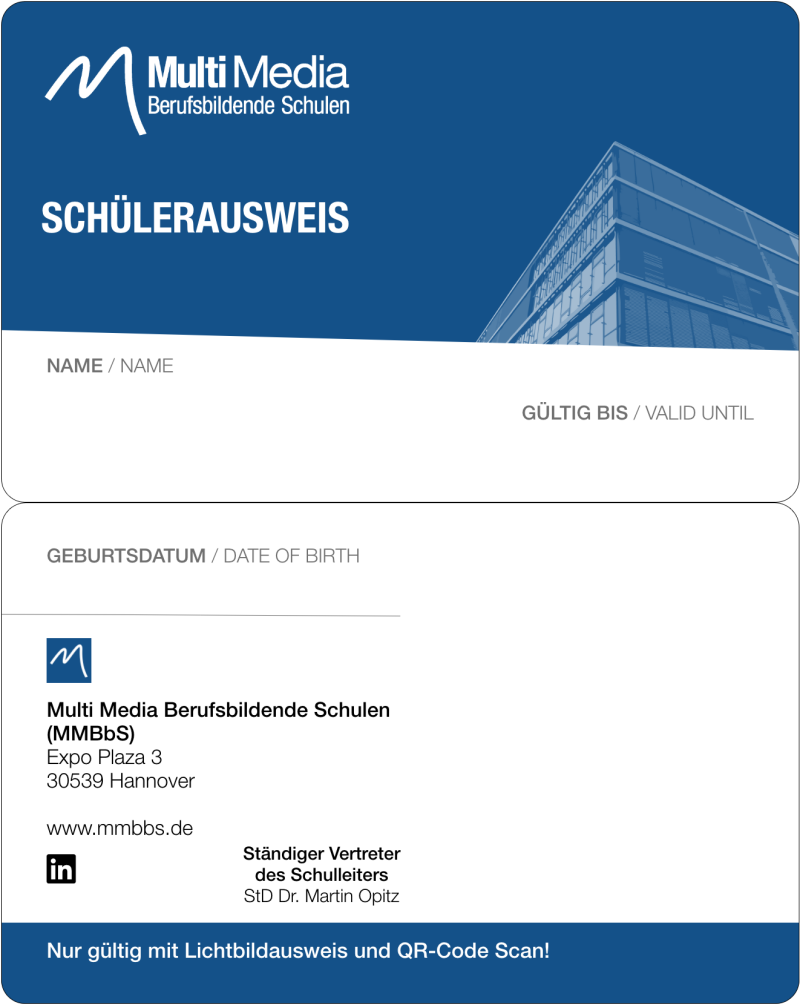 Multi Media
Berufsbildende Schulen
SCHÜLERAUSWEIS
NAME / NAME
GÜLTIG BIS / VALID UNTIL
GEBURTSDATUM / DATE OF BIRTH
Multi Media Berufsbildende Schulen
(MMBbS)
Expo Plaza 3
30539 Hannover
www.mmbbs.de
in
Ständiger Vertreter
des Schulleiters
StD Dr. Martin Opitz
Nur gültig mit Lichtbildausweis und QR-Code Scan!